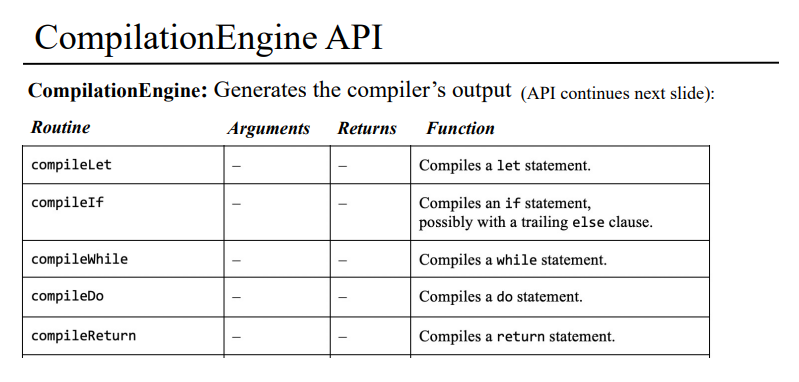 CompilationEngine API
CompilationEngine: Generates the compiler’s output (API continues next slide):
Routine Arguments Returns Function
compileLet – – Compiles a let statement.
compileIf – – Compiles an if statement,
possibly with a trailing else clause.
compileWhile – – Compiles a while statement.
compileDo – – Compiles a do statement.
compileReturn – – Compiles a return statement.